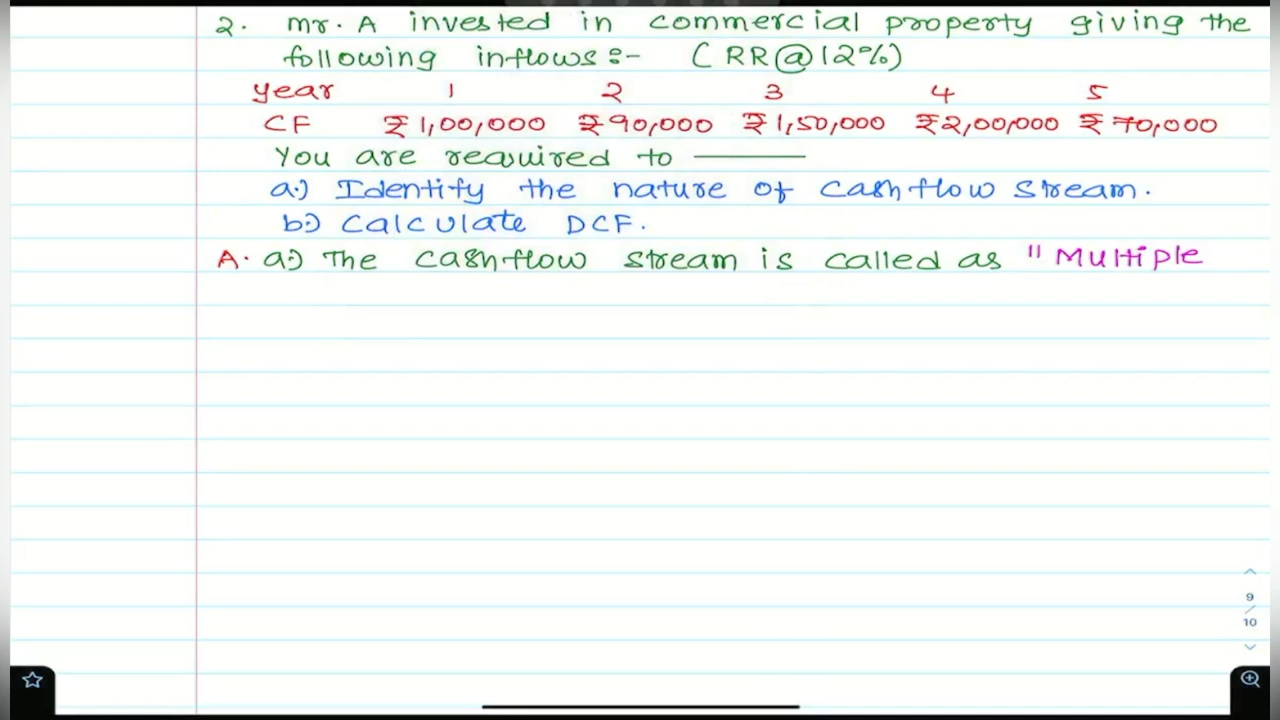 2. mr. A invested in commercial property giving the
following inflows:- (RR@12%)
year 1 2 3 4 5
CF ₹1,00,000 ₹90,000 ₹1,50,000 ₹2,00,000 ₹70,000
You are required to ———
a.) Identify the nature of cashflow stream.
b.) Calculate DCF.
A. a.) The cashflow stream is called as "Multiple
9
/
10